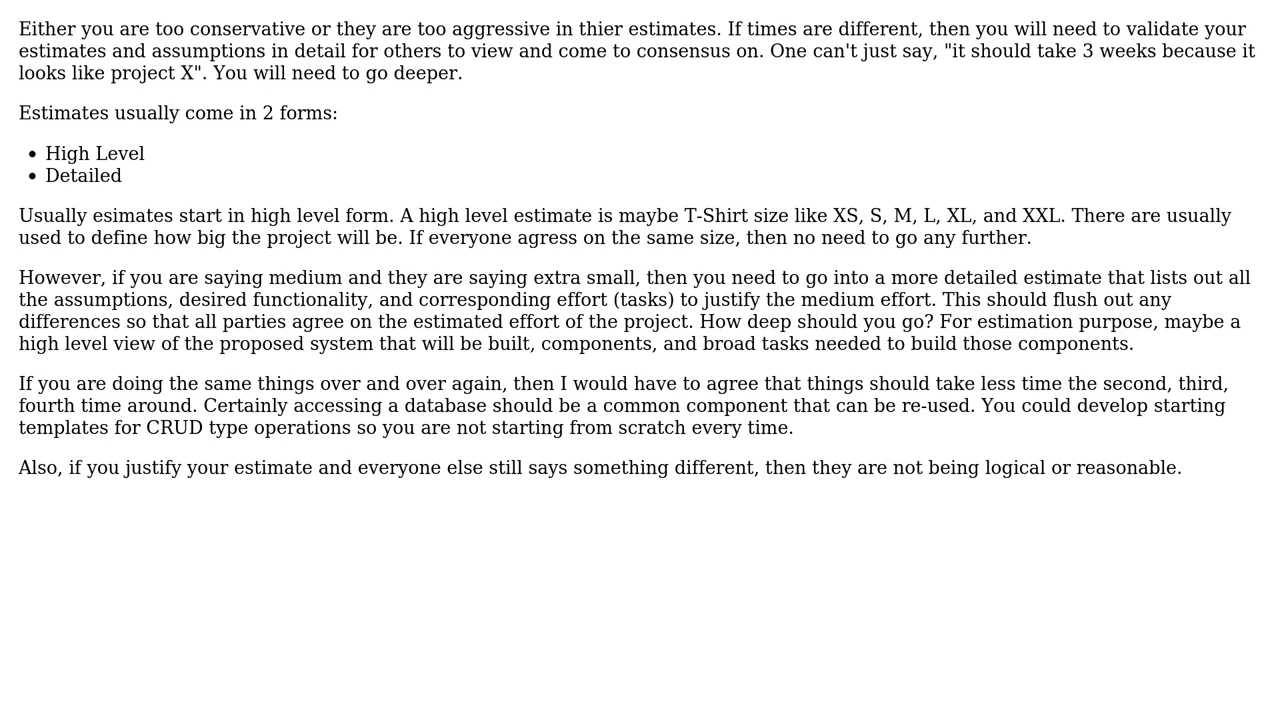 Either you are too conservative or they are too aggressive in thier estimates. If times are different, then you will need to validate your
estimates and assumptions in detail for others to view and come to consensus on. One can't just say, "it should take 3 weeks because it
looks like project X". You will need to go deeper.
Estimates usually come in 2 forms:
• High Level
• Detailed
Usually esimates start in high level form. A high level estimate is maybe T-Shirt size like XS, S, M, L, XL, and XXL. There are usually
used to define how big the project will be. If everyone agress on the same size, then no need to go any further.
However, if you are saying medium and they are saying extra small, then you need to go into a more detailed estimate that lists out all
the assumptions, desired functionality, and corresponding effort (tasks) to justify the medium effort. This should flush out any
differences so that all parties agree on the estimated effort of the project. How deep should you go? For estimation purpose, maybe a
high level view of the proposed system that will be built, components, and broad tasks needed to build those components.
If you are doing the same things over and over again, then I would have to agree that things should take less time the second, third,
fourth time around. Certainly accessing a database should be a common component that can be re-used. You could develop starting
templates for CRUD type operations so you are not starting from scratch every time.
Also, if you justify your estimate and everyone else still says something different, then they are not being logical or reasonable.